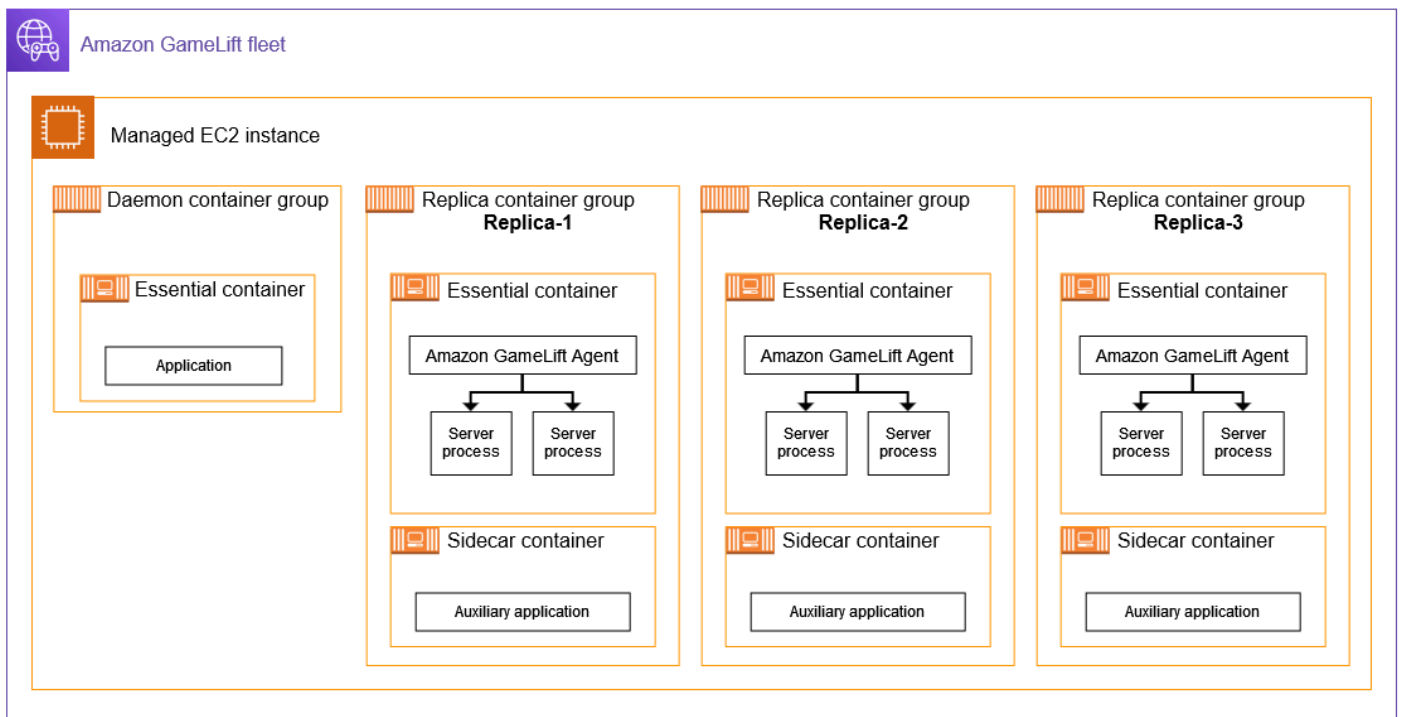 Amazon GameLift fleet
Managed EC2 instance
Daemon container group
Essential container
Application
Replica container group
Replica-1
Essential container
Amazon GameLift Agent
Server
process
Server
process
Sidecar container
Auxiliary application
Replica container group
Replica-2
Essential container
Amazon GameLift Agent
Server
process
Server
process
Sidecar container
Auxiliary application
Replica container group
Replica-3
Essential container
Amazon GameLift Agent
Server
process
Server
process
Sidecar container
Auxiliary application